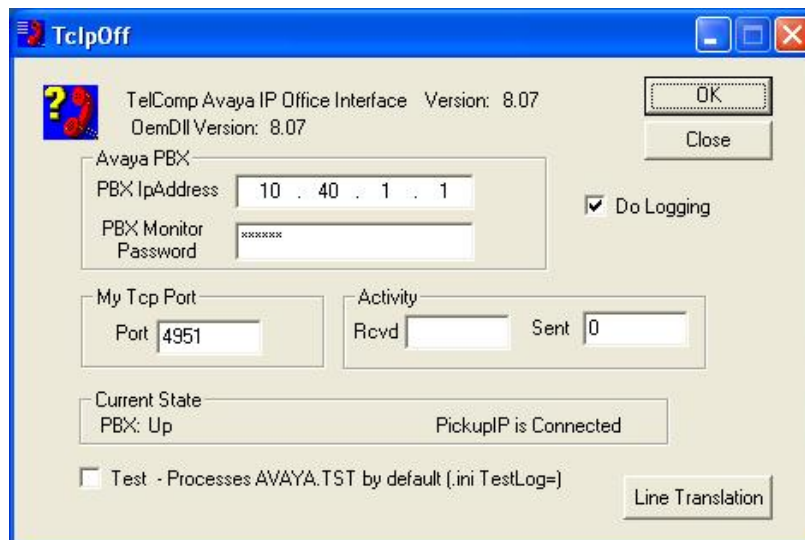 TcIpOff
TelComp Avaya IP Office Interface Version: 8.07
OemDll Version: 8.07
OK
Close
Avaya PBX
PBX IpAddress 10 . 40 . 1 . 1
PBX Monitor Password ××××××
Do Logging
My Tcp Port
Port 4951
Activity
Rcvd
Sent 0
Current State
PBX: Up PickupIP is Connected
Test - Processes AVAYA.TST by default (.ini TestLog=)
Line Translation